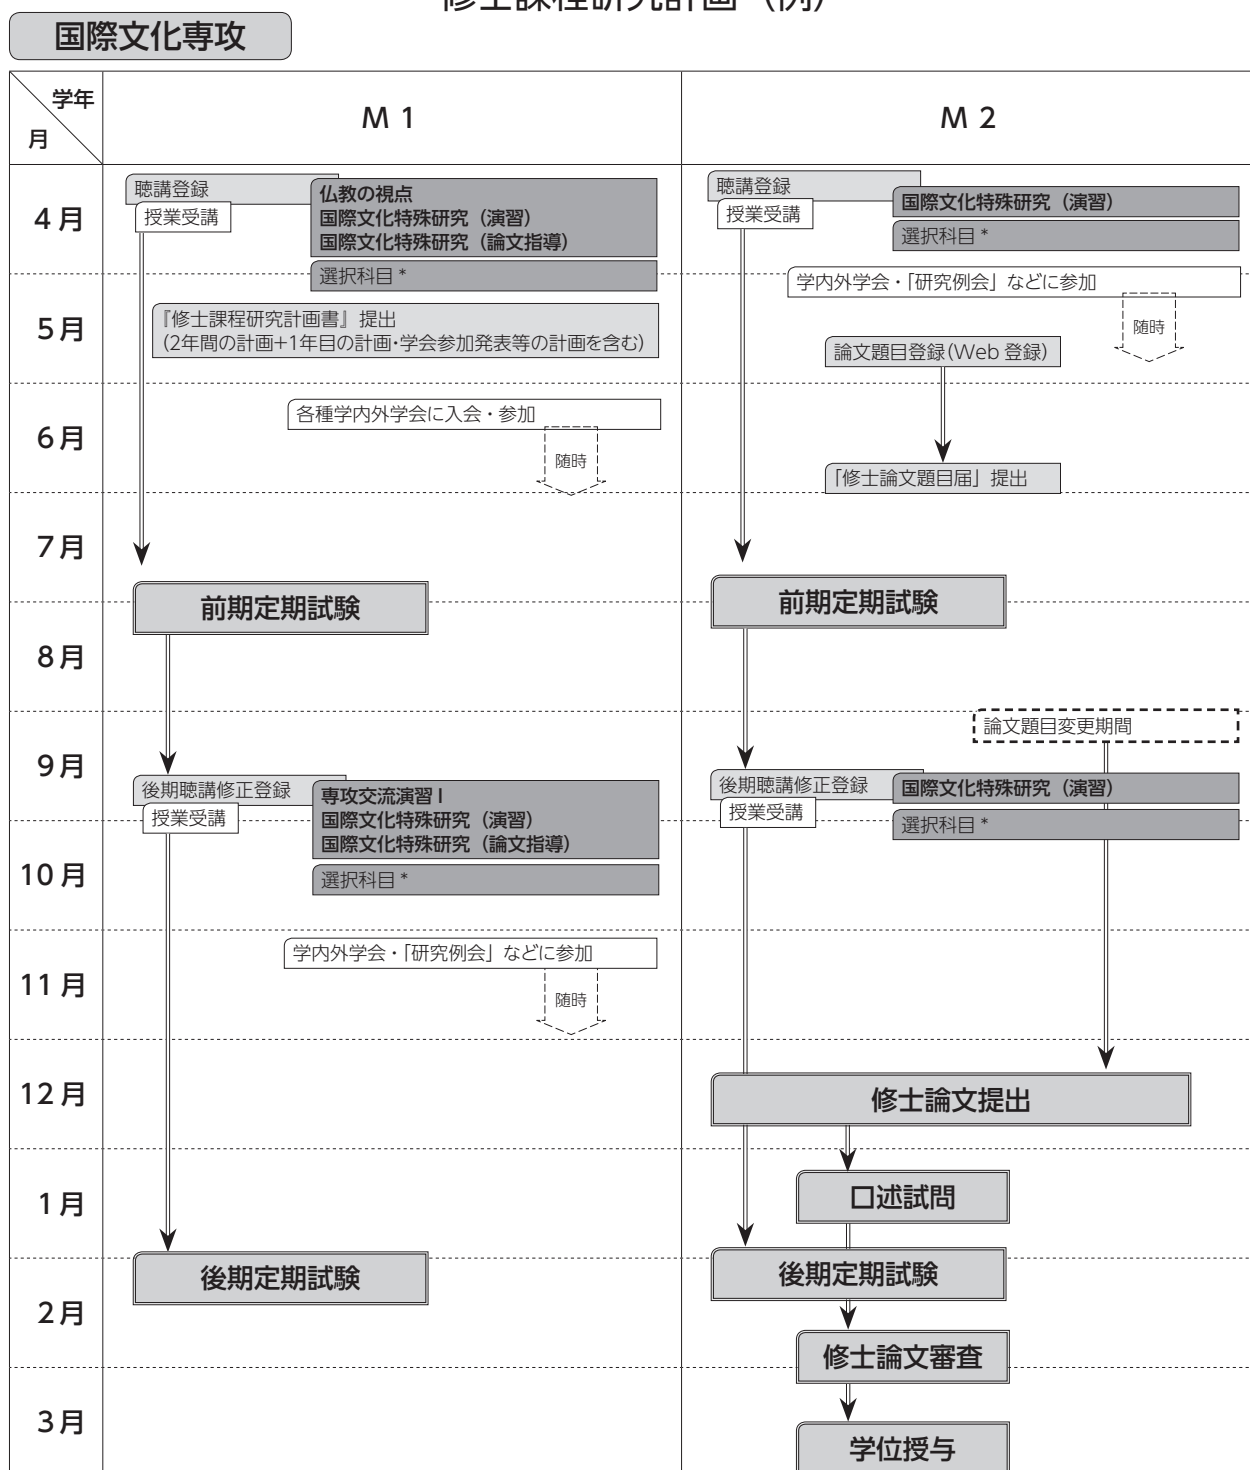 修士課程研究計画（例）
国際文化専攻
学年
月
M 1
M 2
4月
聴講登録
授業受講
仏教の視点
国際文化特殊研究（演習）
国際文化特殊研究（論文指導）
選択科目*
聴講登録
授業受講
国際文化特殊研究（演習）
選択科目*
学内外学会・「研究例会」などに参加
随時
5月
『修士課程研究計画書』提出
（2年間の計画+1年目の計画・学会参加発表等の計画を含む）
論文題目登録（Web 登録）
6月
各種学内外学会に入会・参加
随時
「修士論文題目届」提出
7月
前期定期試験
前期定期試験
8月
論文題目変更期間
9月
後期聴講修正登録
授業受講
専攻交流演習Ⅰ
国際文化特殊研究（演習）
国際文化特殊研究（論文指導）
選択科目*
後期聴講修正登録
授業受講
国際文化特殊研究（演習）
選択科目*
10月
学内外学会・「研究例会」などに参加
随時
11月
12月
修士論文提出
1月
口述試問
後期定期試験
後期定期試験
2月
修士論文審査
3月
学位授与